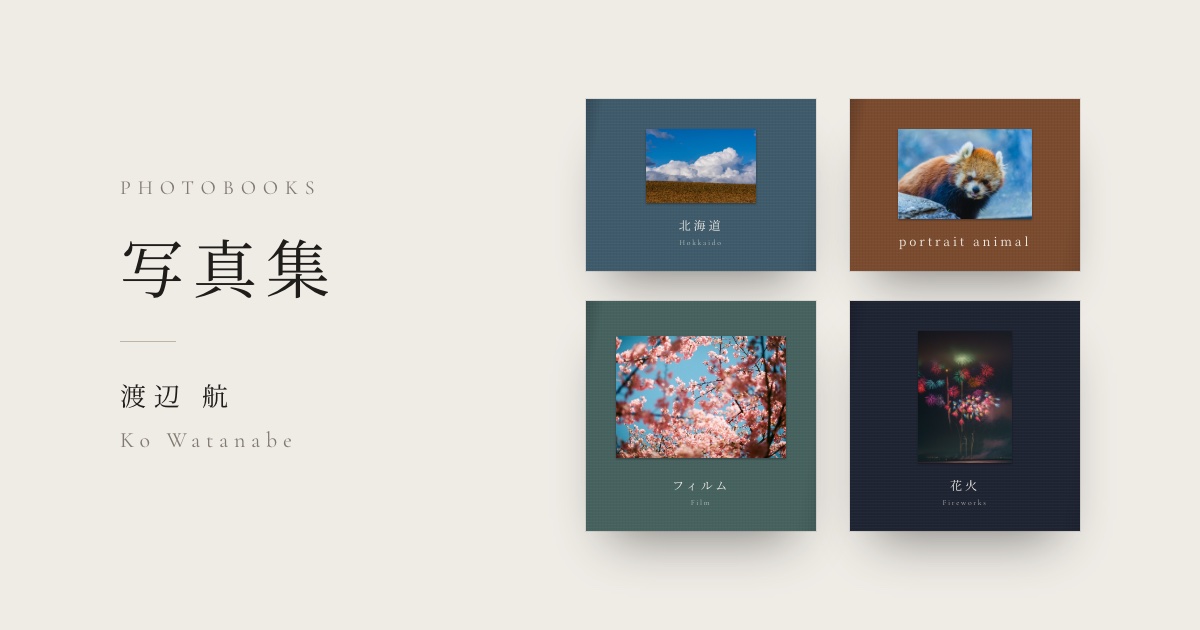 PHOTOBOOKS
写真集
渡辺 航
Ko Watanabe
北海道
Hokkaido
portrait animal
フィルム
Film
花火
Fireworks